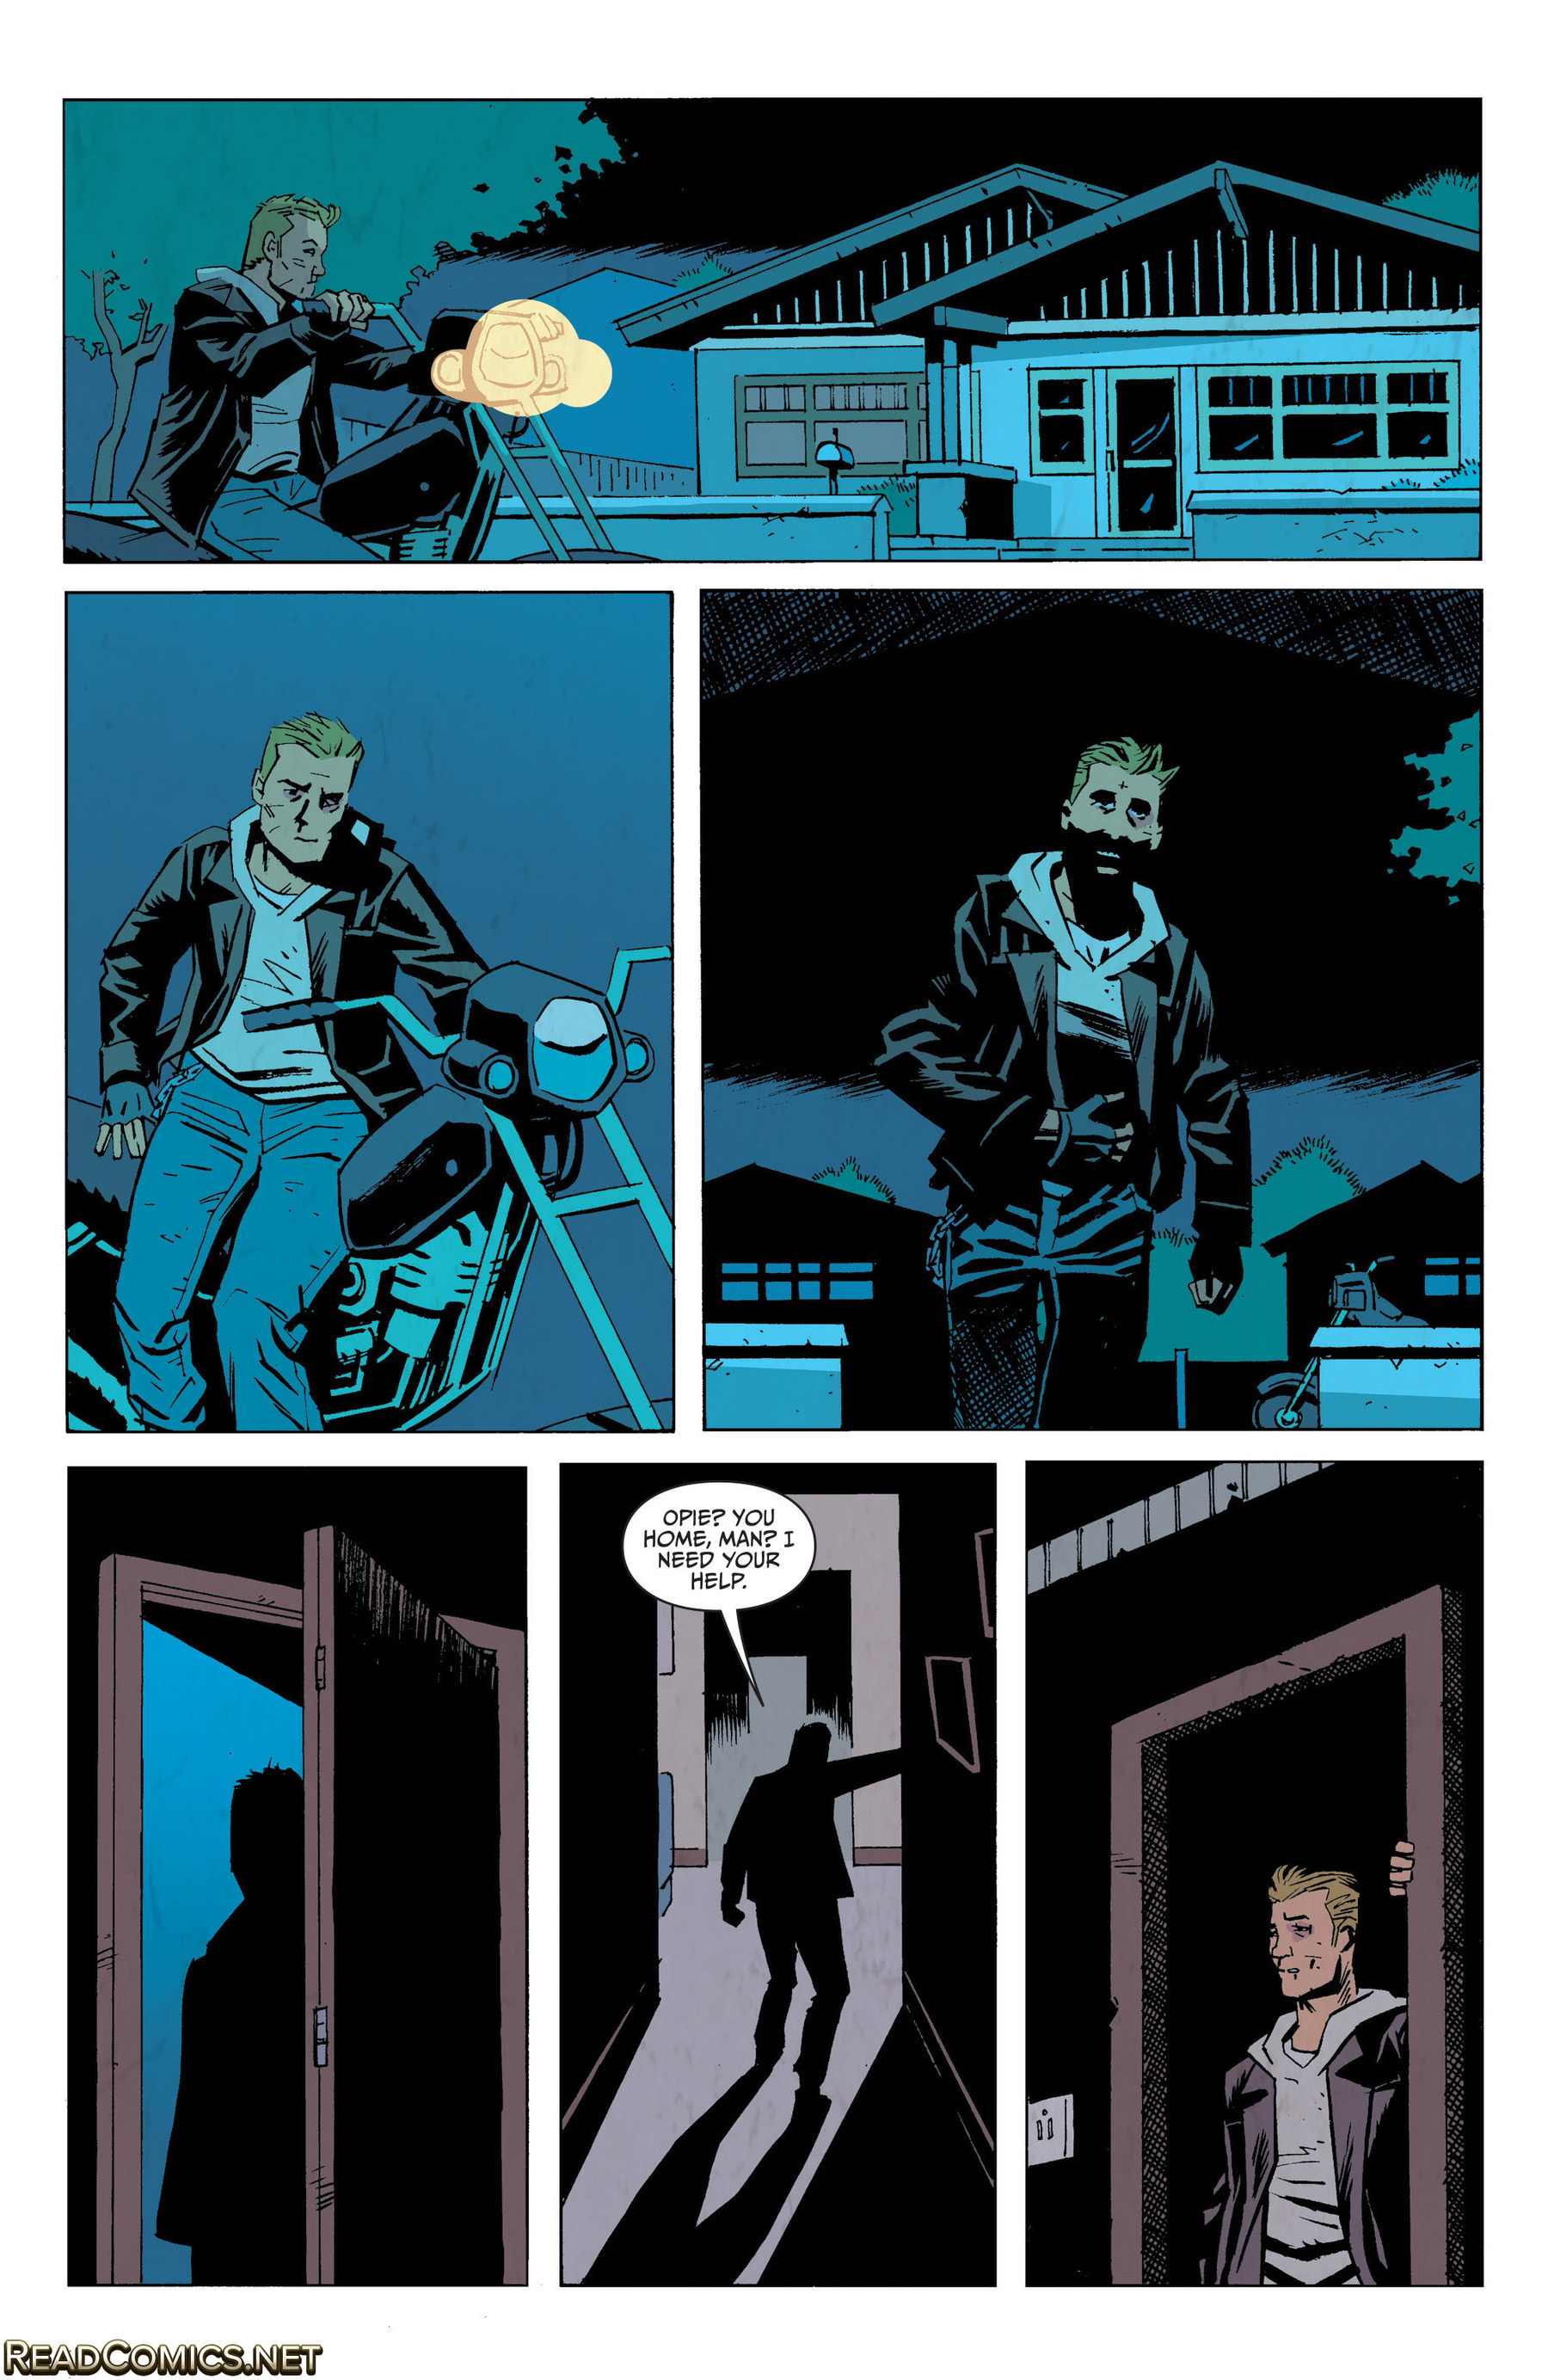 OPIE? YOU
HOME, MAN? I
NEED YOUR
HELP.
READCOMICS.NET